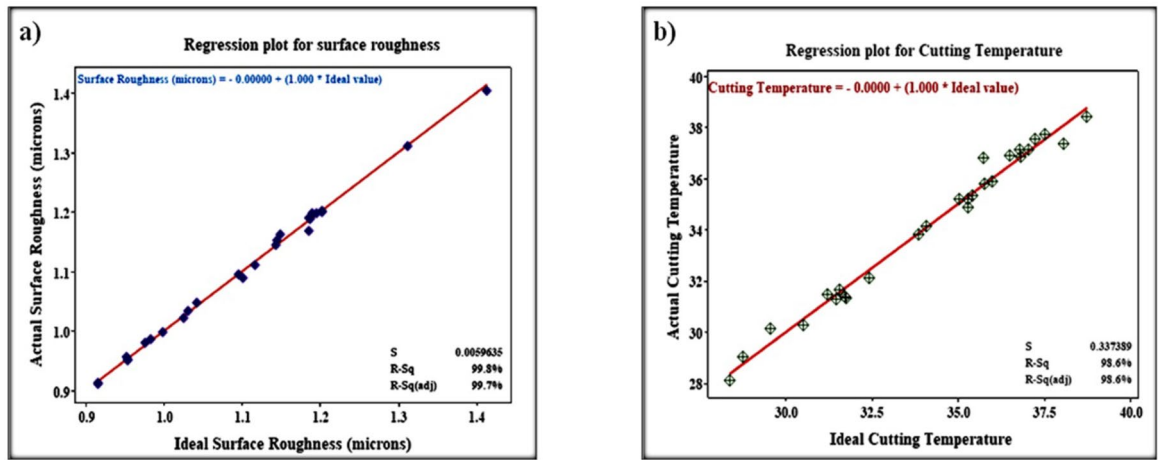 a)
Regression plot for surface roughness
Surface Roughness (microns) = - 0.00000 + (1.000 * Ideal value)
Actual Surface Roughness (microns)
1.4
1.3
1.2
1.1
1.0
0.9
S 0.0059635
R-Sq 99.8%
R-Sq(adj) 99.7%
0.9 1.0 1.1 1.2 1.3 1.4
Ideal Surface Roughness (microns)
b)
Regression plot for Cutting Temperature
Cutting Temperature = - 0.0000 + (1.000 * Ideal value)
Actual Cutting Temperature
40
38
36
34
32
30
28
S 0.337389
R-Sq 98.6%
R-Sq(adj) 98.6%
30.0 32.5 35.0 37.5 40.0
Ideal Cutting Temperature